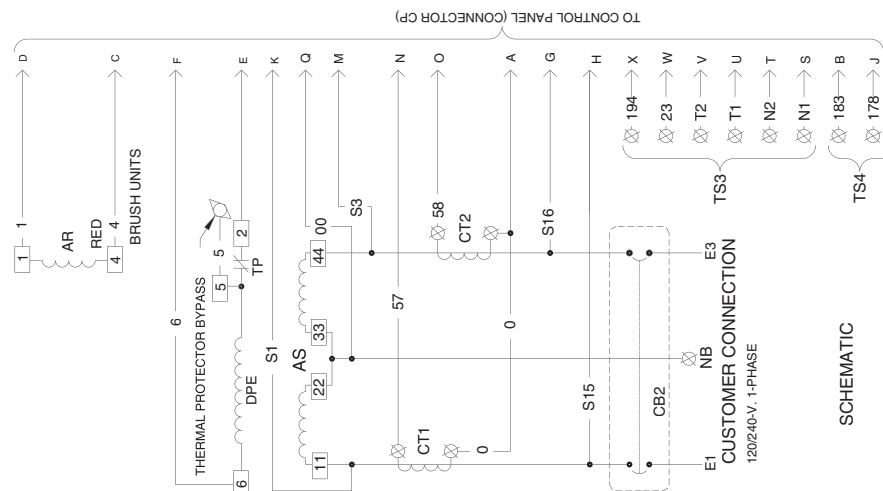 TO CONTROL PANEL (CONNECTOR CP)
D
C
F
E
K
Q
M
N
O
A
G
H
X
W
V
U
T
S
B
J
1
1
AR
RED
4
4
BRUSH UNITS
THERMAL PROTECTOR BYPASS
6
6
DPE
5
5
TP
2
S1
AS
11
22
33
44
00
S3
57
58
CT1
CT2
0
0
S15
S16
CB2
E1
NB
E3
CUSTOMER CONNECTION
120/240-V. 1-PHASE
194
23
T2
T1
N2
N1
TS3
183
178
TS4
SCHEMATIC